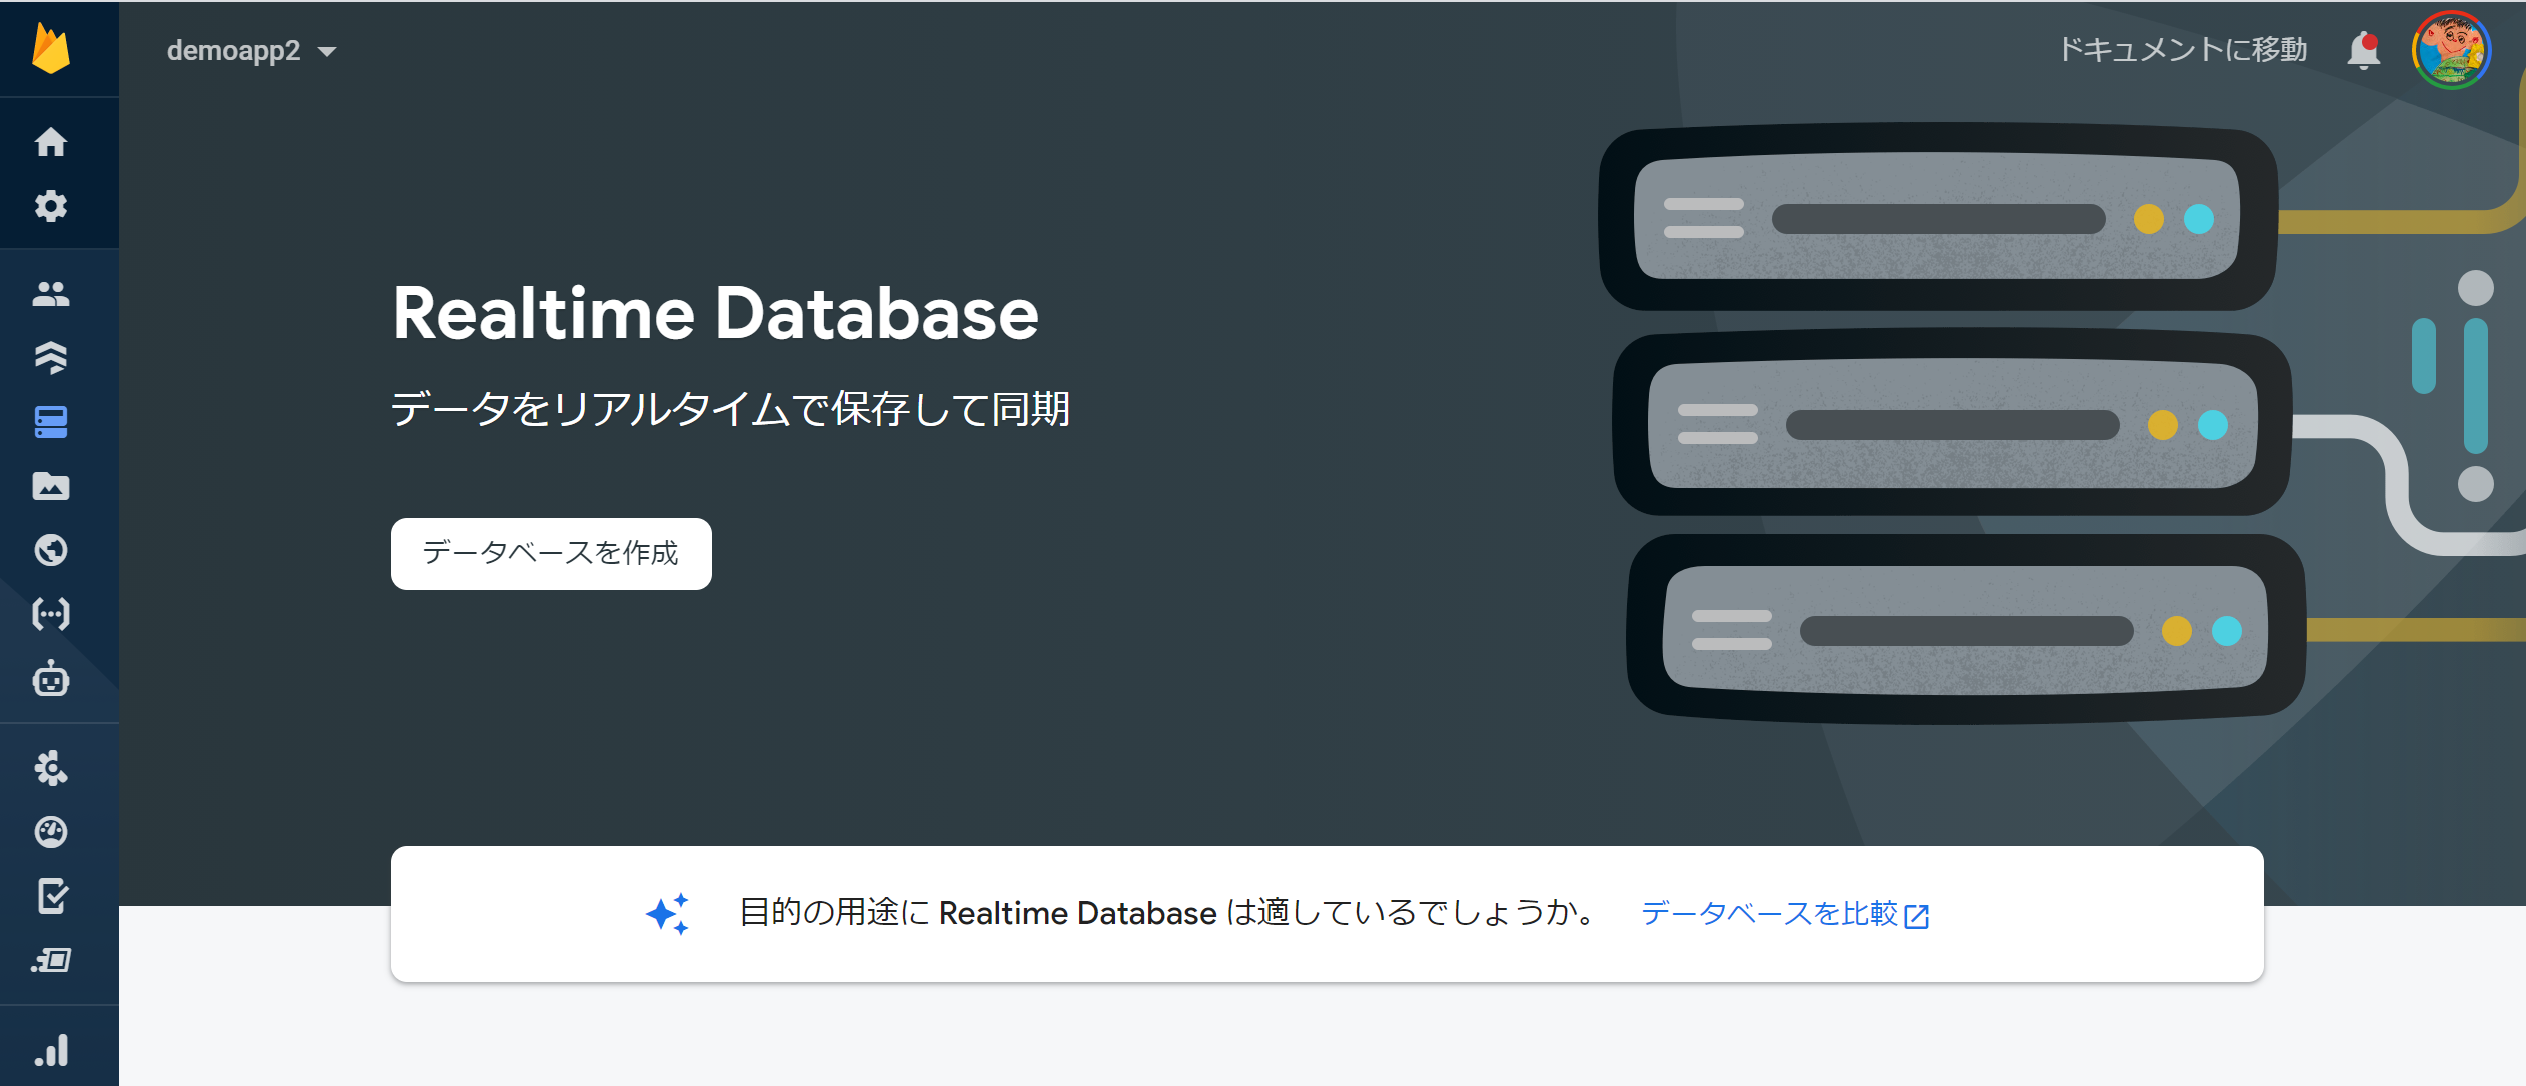 demoapp2
ドキュメントに移動
Realtime Database
データをリアルタイムで保存して同期
データベースを作成
目的の用途に Realtime Database は適しているでしょうか。 データベースを比較